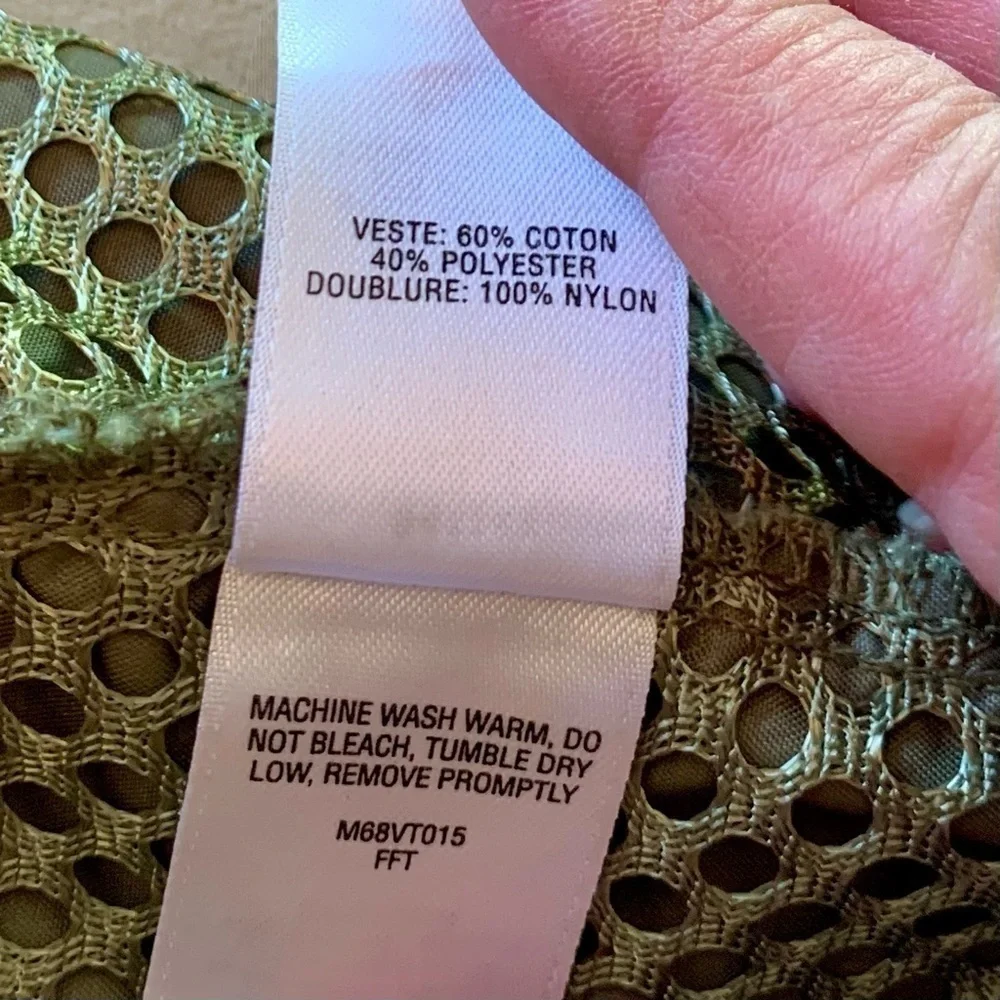 VESTE: 60% COTON
40% POLYESTER
DOUBLURE: 100% NYLON
MACHINE WASH WARM, DO
NOT BLEACH, TUMBLE DRY
LOW, REMOVE PROMPTLY
M68VT015
FFT